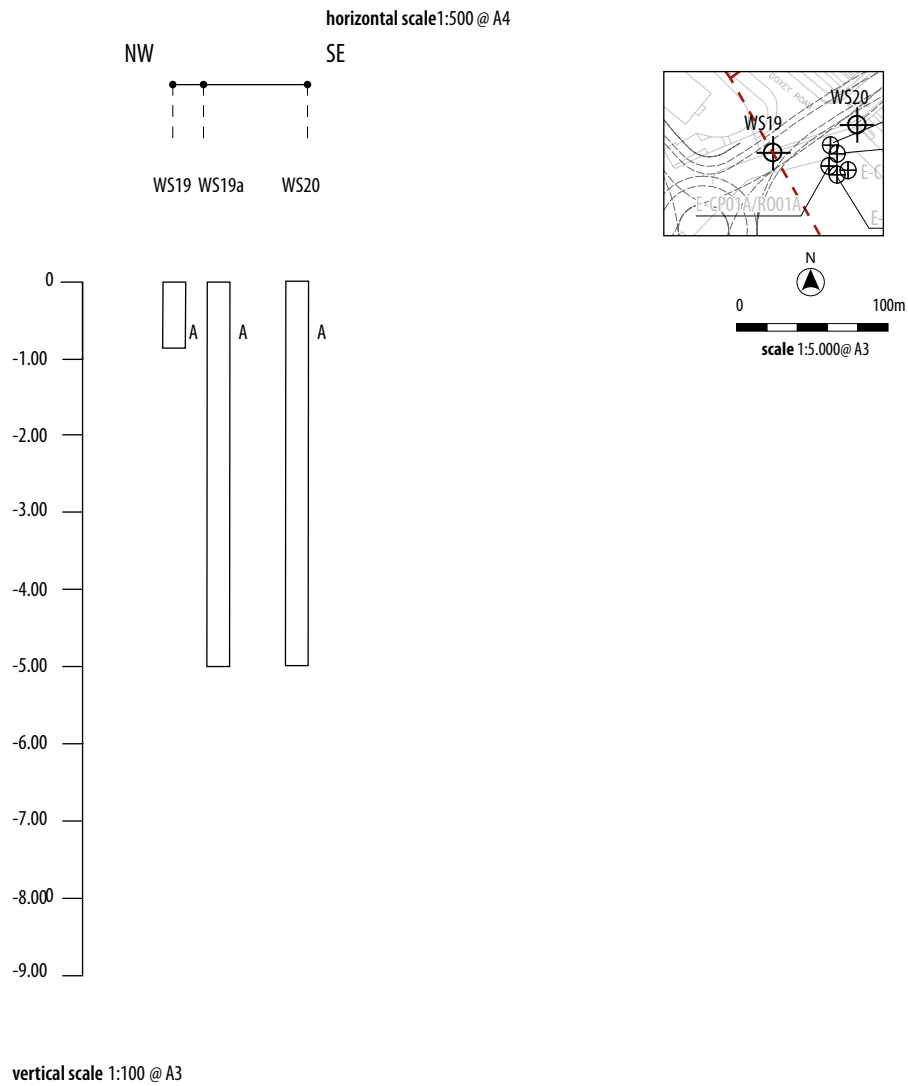 horizontal scale1:500 @ A4
NW SE
WS19 WS19a WS20
DOXEY ROAD
WS20
WS19
E-C
E-CP01A/RO01A
E-
N
0 100m
scale 1:5.000@ A3
0
A A A
-1.00
-2.00
-3.00
-4.00
-5.00
-6.00
-7.00
-8.000
-9.00
vertical scale 1:100 @ A3